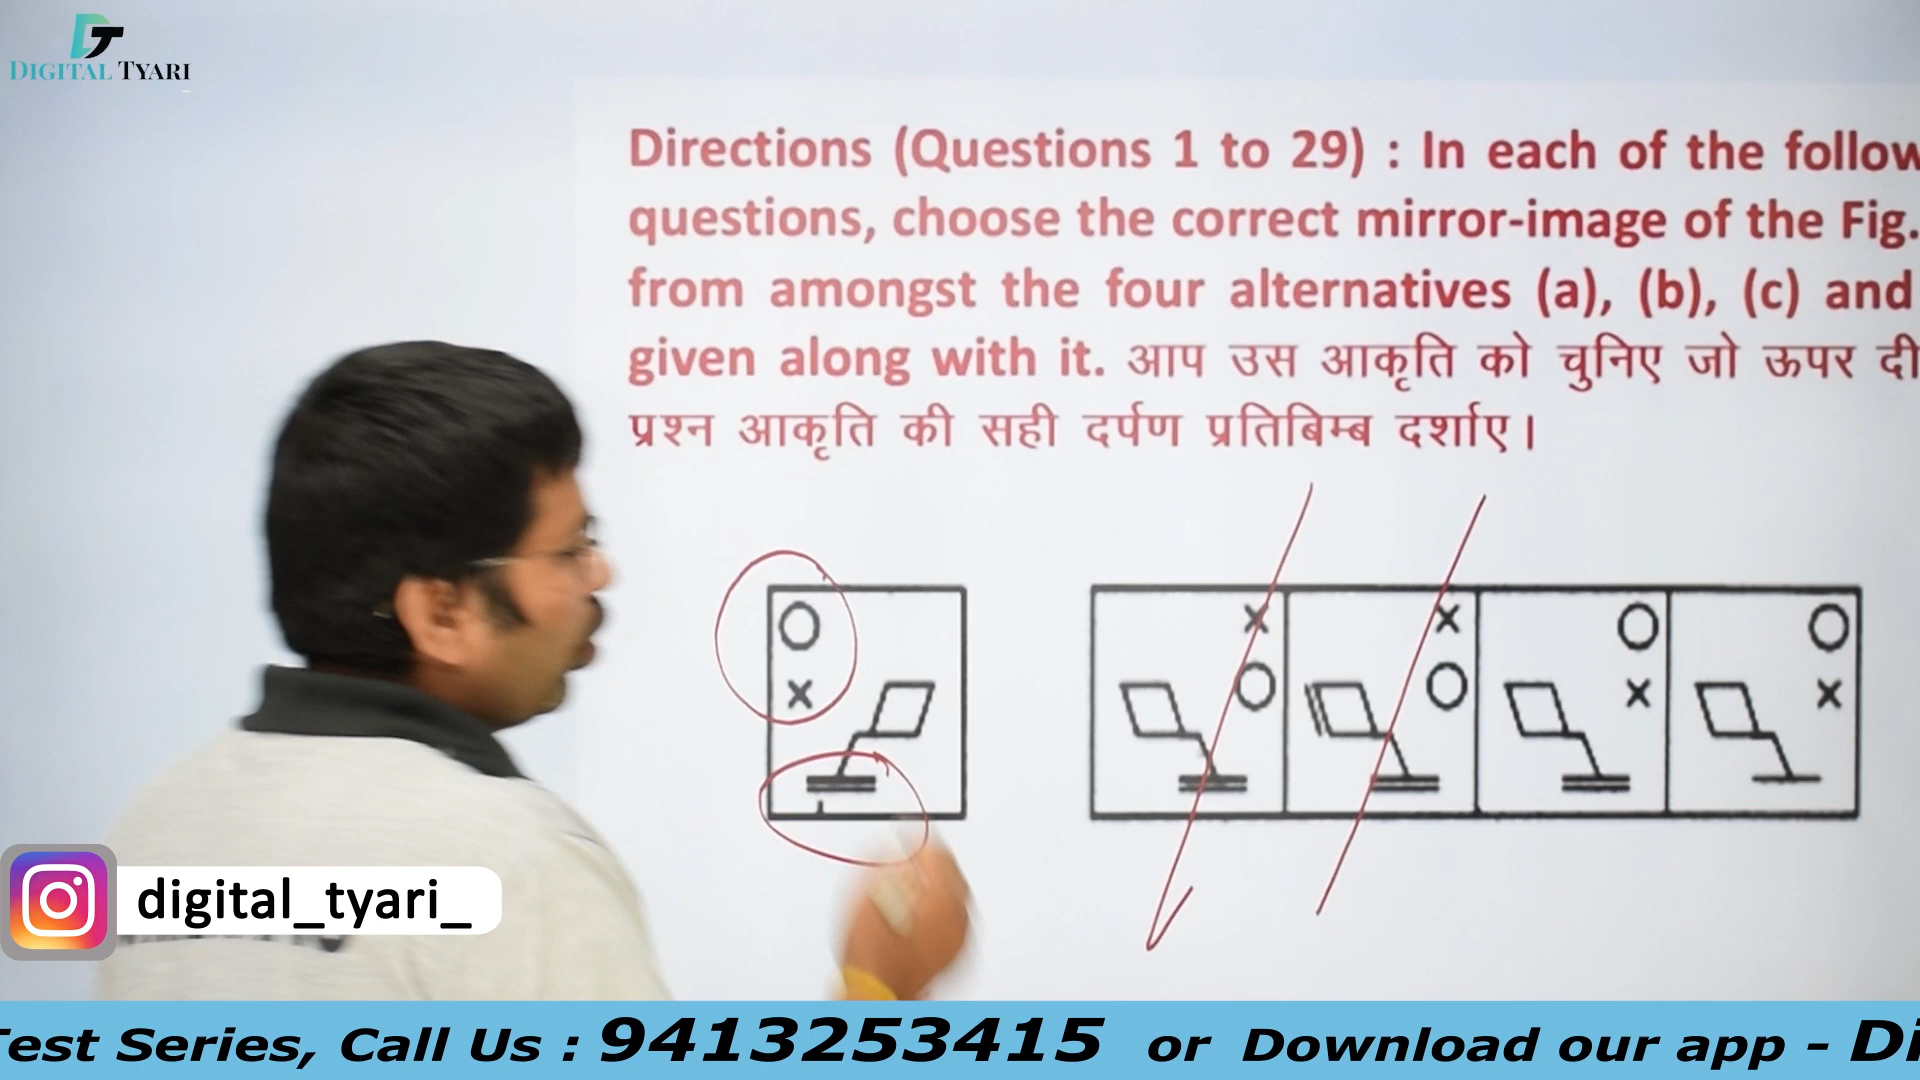 DT
DIGITAL TYARI
Directions (Questions 1 to 29) : In each of the follow
questions, choose the correct mirror-image of the Fig.
from amongst the four alternatives (a), (b), (c) and
given along with it. आप उस आकृति को चुनिए जो ऊपर दी
प्रश्न आकृति की सही दर्पण प्रतिबिम्ब दर्शाए।
digital_tyari_
Test Series, Call Us : 9413253415 or Download our app - Di